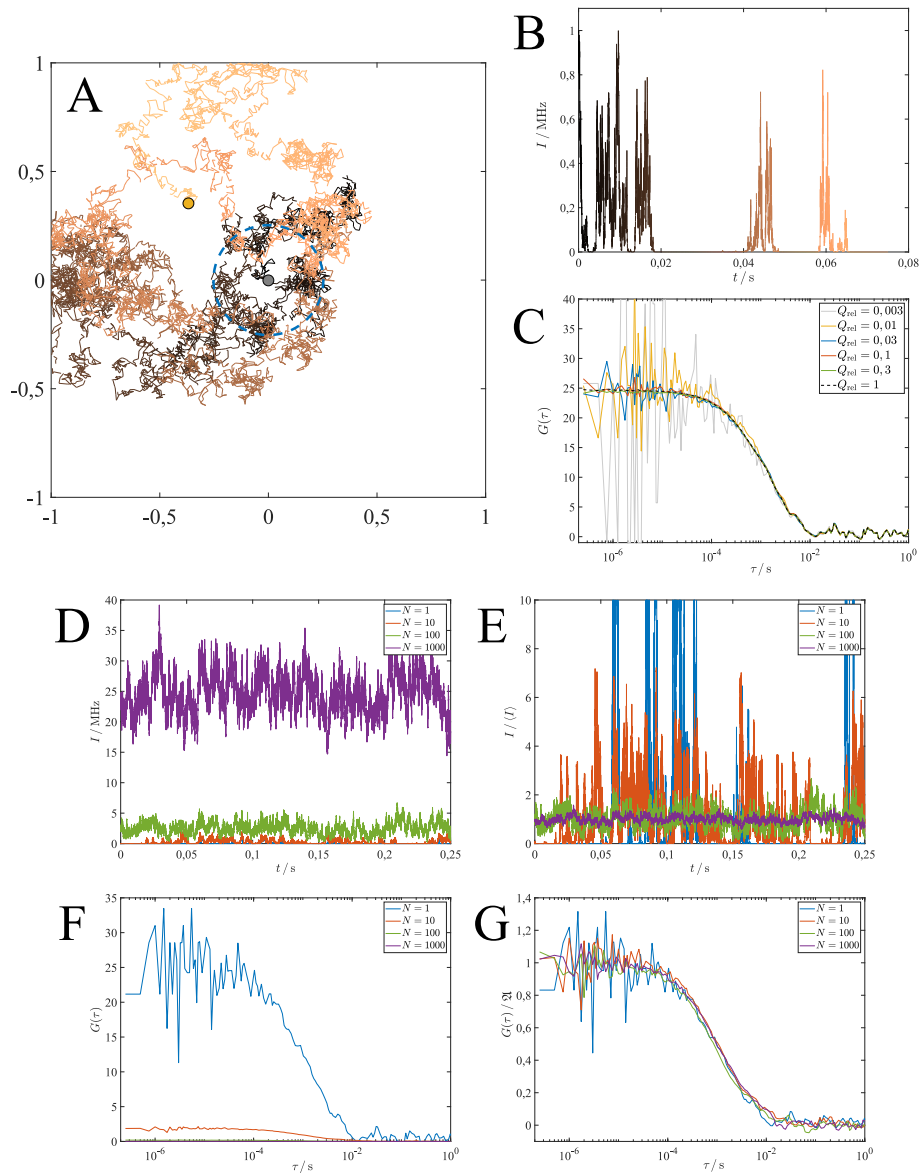 A
1
0,5
0
-0,5
-1
-1
-0,5
0
0,5
1
B
I / MHz
1
0,8
0,6
0,4
0,2
0
0
0,02
0,04
0,06
0,08
t / s
C
G(τ)
40
35
30
25
20
15
10
5
0
10⁻⁶
10⁻⁴
10⁻²
10⁰
τ / s
Q_rel = 0, 003
Q_rel = 0, 01
Q_rel = 0, 03
Q_rel = 0, 1
Q_rel = 0, 3
Q_rel = 1
D
I / MHz
40
35
30
25
20
15
10
5
0
0
0,05
0,1
0,15
0,2
0,25
t / s
N = 1
N = 10
N = 100
N = 1000
E
I / ⟨I⟩
10
8
6
4
2
0
0
0,05
0,1
0,15
0,2
0,25
t / s
N = 1
N = 10
N = 100
N = 1000
F
G(τ)
35
30
25
20
15
10
5
0
10⁻⁶
10⁻⁴
10⁻²
10⁰
τ / s
N = 1
N = 10
N = 100
N = 1000
G
G(τ) / 𝔄
1,4
1,2
1
0,8
0,6
0,4
0,2
0
10⁻⁶
10⁻⁴
10⁻²
10⁰
τ / s
N = 1
N = 10
N = 100
N = 1000